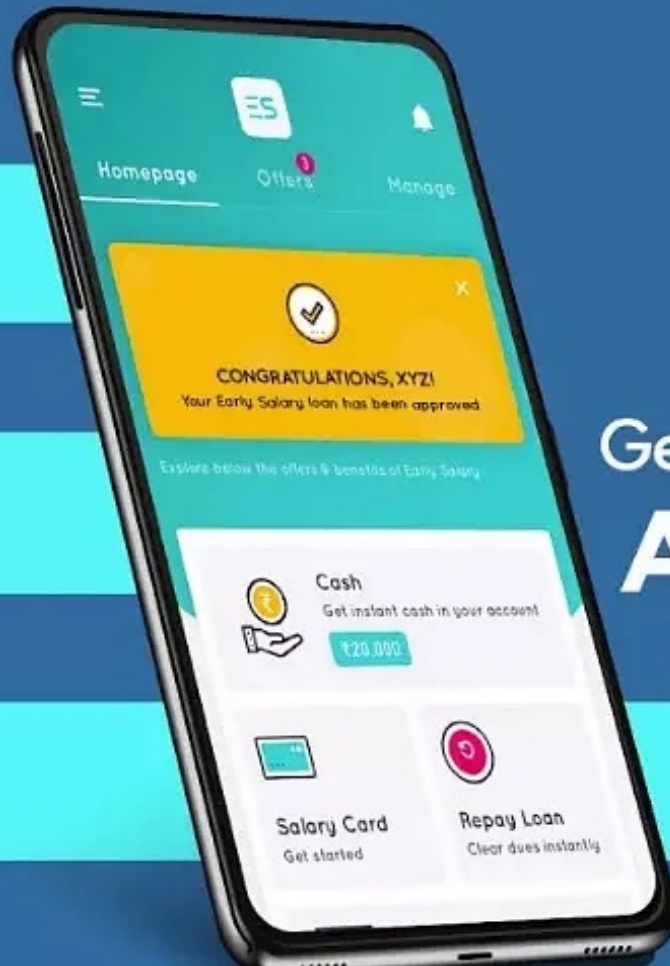 ES
Homepage
Offers
3
Manage
X
CONGRATULATIONS, XYZ!
Your Early Salary loan has been approved
Explore below the offers & benefits of Early Salary
Ge
A
Cash
Get instant cash in your account
₹20,000
Salary Card
Get started
Repay Loan
Clear dues instantly